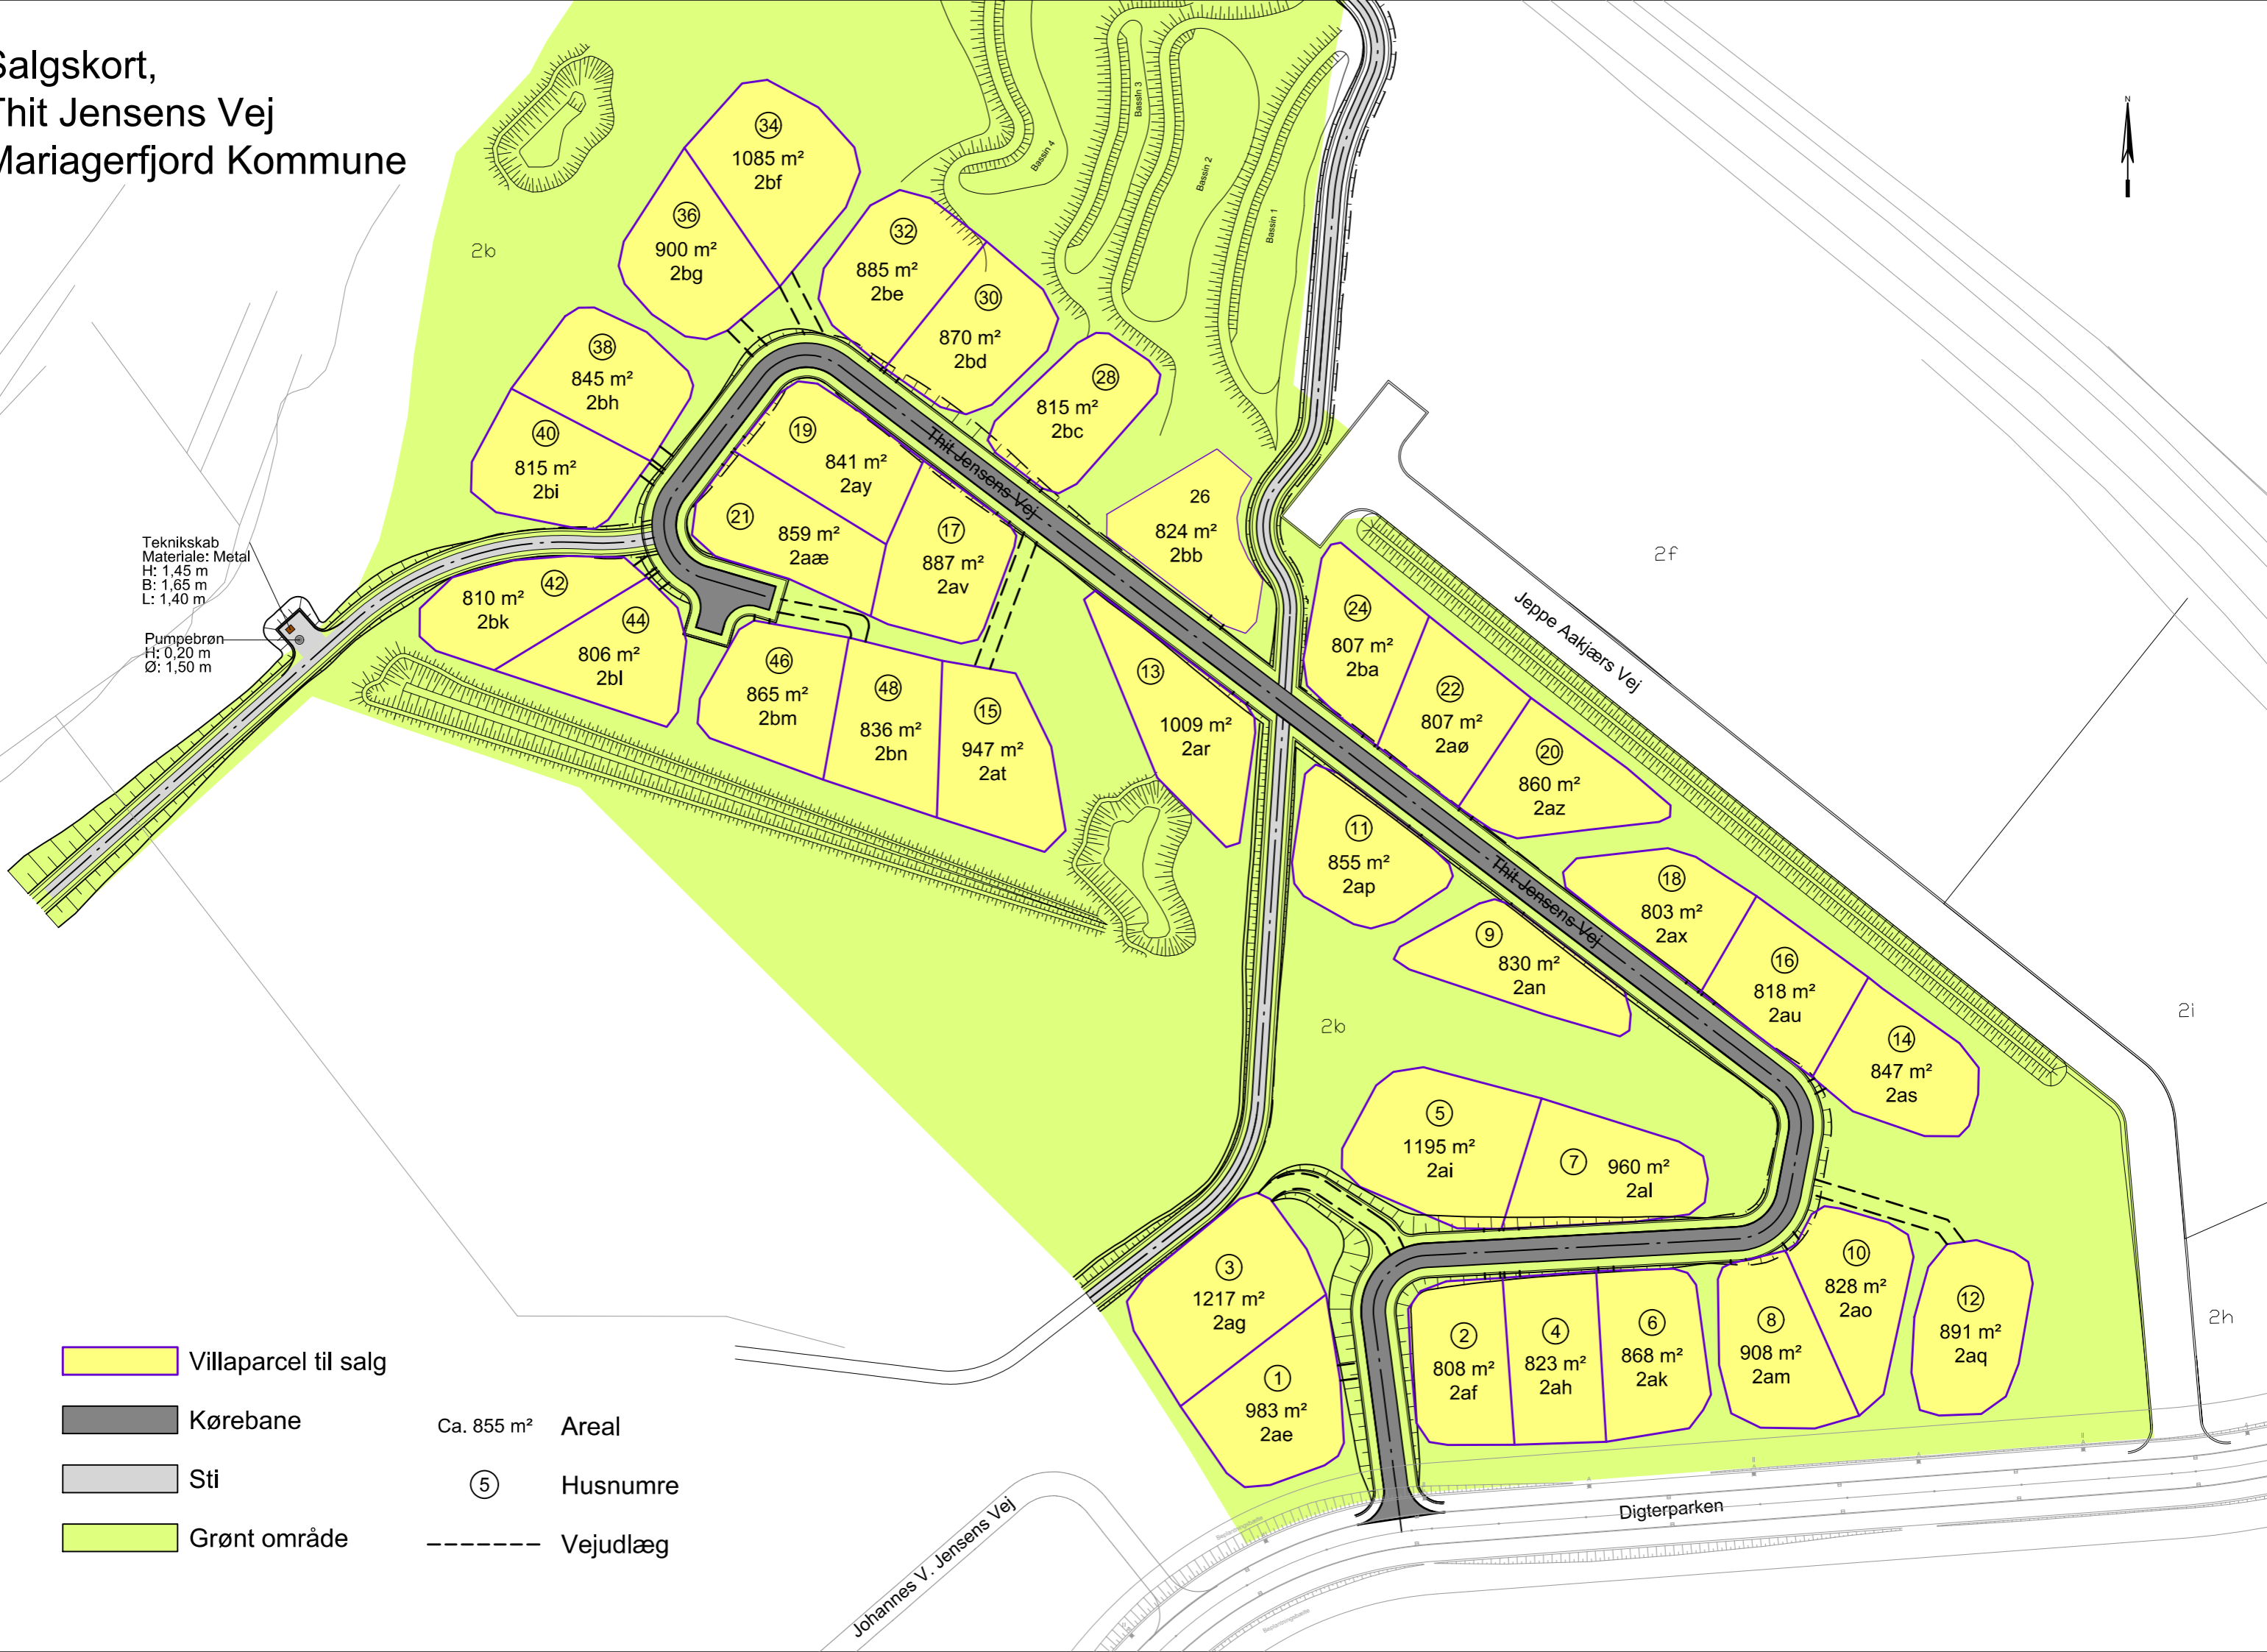 Salgskort,
Thit Jensens Vej
Mariagerfjord Kommune
N
34
1085 m²
2bf
36
900 m²
2bg
32
885 m²
2be
30
870 m²
2bd
28
815 m²
2bc
26
824 m²
2bb
38
845 m²
2bh
40
815 m²
2bi
19
841 m²
2ay
21
859 m²
2aæ
17
887 m²
2av
42
810 m²
2bk
44
806 m²
2bl
46
865 m²
2bm
48
836 m²
2bn
15
947 m²
2at
13
1009 m²
2ar
24
807 m²
2ba
22
807 m²
2aø
20
860 m²
2az
11
855 m²
2ap
9
830 m²
2an
18
803 m²
2ax
16
818 m²
2au
14
847 m²
2as
5
1195 m²
2ai
7
960 m²
2al
3
1217 m²
2ag
1
983 m²
2ae
2
808 m²
2af
4
823 m²
2ah
6
868 m²
2ak
8
908 m²
2am
10
828 m²
2ao
12
891 m²
2aq
Bassin 4
Bassin 3
Bassin 2
Bassin 1
2b
2f
2i
2h
2b
Thit Jensens Vej
Thit Jensens Vej
Jeppe Aakjærs Vej
Digterparken
Johannes V. Jensens Vej
Teknikskab
Materiale: Metal
H: 1,45 m
B: 1,65 m
L: 1,40 m
Pumpebrøn
H: 0,20 m
Ø: 1,50 m
Villaparcel til salg
Kørebane
Sti
Grønt område
Ca. 855 m² Areal
5 Husnumre
Vejudlæg